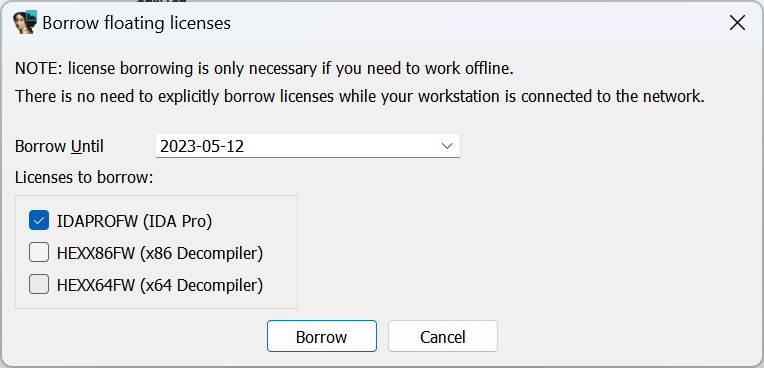 Borrow floating licenses
NOTE: license borrowing is only necessary if you need to work offline.
There is no need to explicitly borrow licenses while your workstation is connected to the network.
Borrow Until 2023-05-12
Licenses to borrow:
IDAPROFW (IDA Pro)
HEXX86FW (x86 Decompiler)
HEXX64FW (x64 Decompiler)
Borrow Cancel